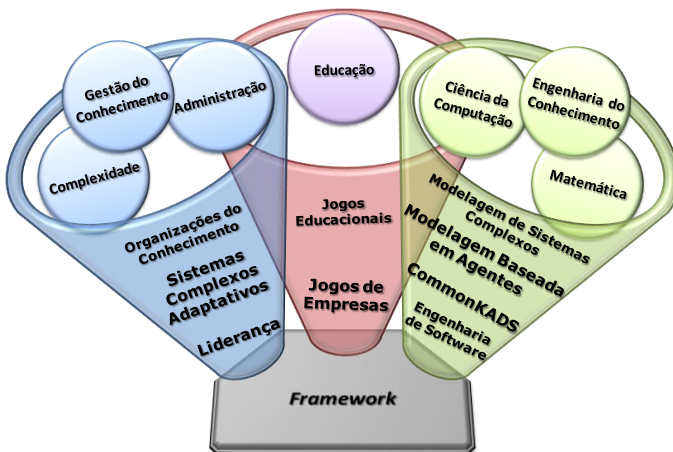 Gestão do
Conhecimento
Administração
Complexidade
Organizações do
Conhecimento
Sistemas
Complexos
Adaptativos
Liderança
Educação
Jogos
Educacionais
Jogos de
Empresas
Ciência da
Computação
Engenharia do
Conhecimento
Matemática
Modelagem de Sistemas
Complexos
Modelagem Baseada
em Agentes
CommonKADS
Engenharia
de Software
Framework